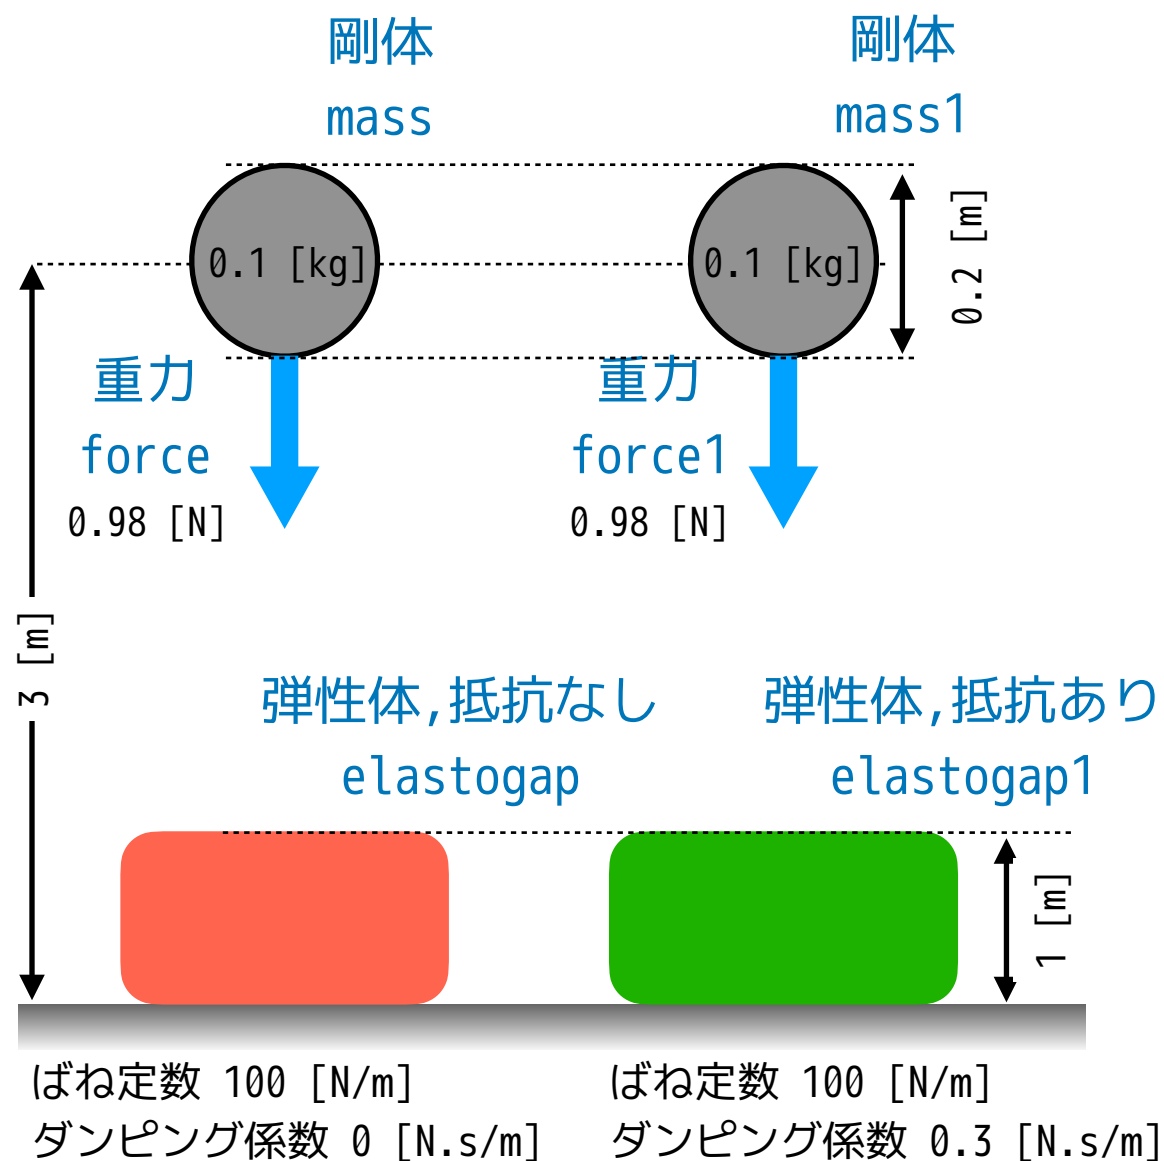 剛体
mass
剛体
mass1
0.1 [kg]
0.1 [kg]
0.2 [m]
重力
force
0.98 [N]
重力
force1
0.98 [N]
3 [m]
弾性体,抵抗なし
elastogap
弾性体,抵抗あり
elastogap1
1 [m]
ばね定数 100 [N/m]
ダンピング係数 0 [N.s/m]
ばね定数 100 [N/m]
ダンピング係数 0.3 [N.s/m]